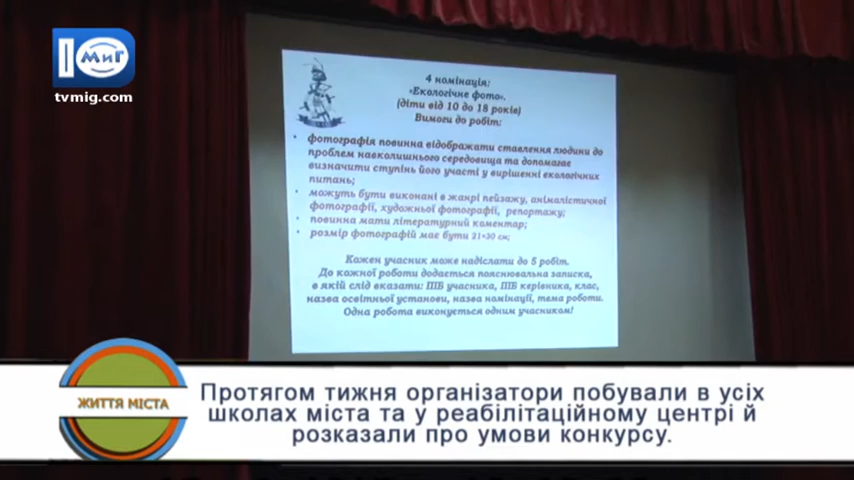 МиГ
tvmig.com
4 номінація:
«Екологічне фото».
(діти від 10 до 18 років)
Вимоги до робіт:
• фотографія повинна відображати ставлення людини до
проблем навколишнього середовища та допомагає
визначити ступінь його участі у вирішенні екологічних
питань;
• можуть бути виконані в жанрі пейзажу, анімалістичної
фотографії, художньої фотографії, репортажу;
• повинна мати літературний коментар;
• розмір фотографій має бути 21×30 см;
Кожен учасник може надіслати до 5 робіт.
До кожної роботи додається пояснювальна записка,
в якій слід вказати: ПІБ учасника, ПІБ керівника, клас,
назва освітньої установи, назва номінації, тема роботи.
Одна робота виконується одним учасником!
ЖИТТЯ МІСТА
Протягом тижня організатори побували в усіх
школах міста та у реабілітаційному центрі й
розказали про умови конкурсу.